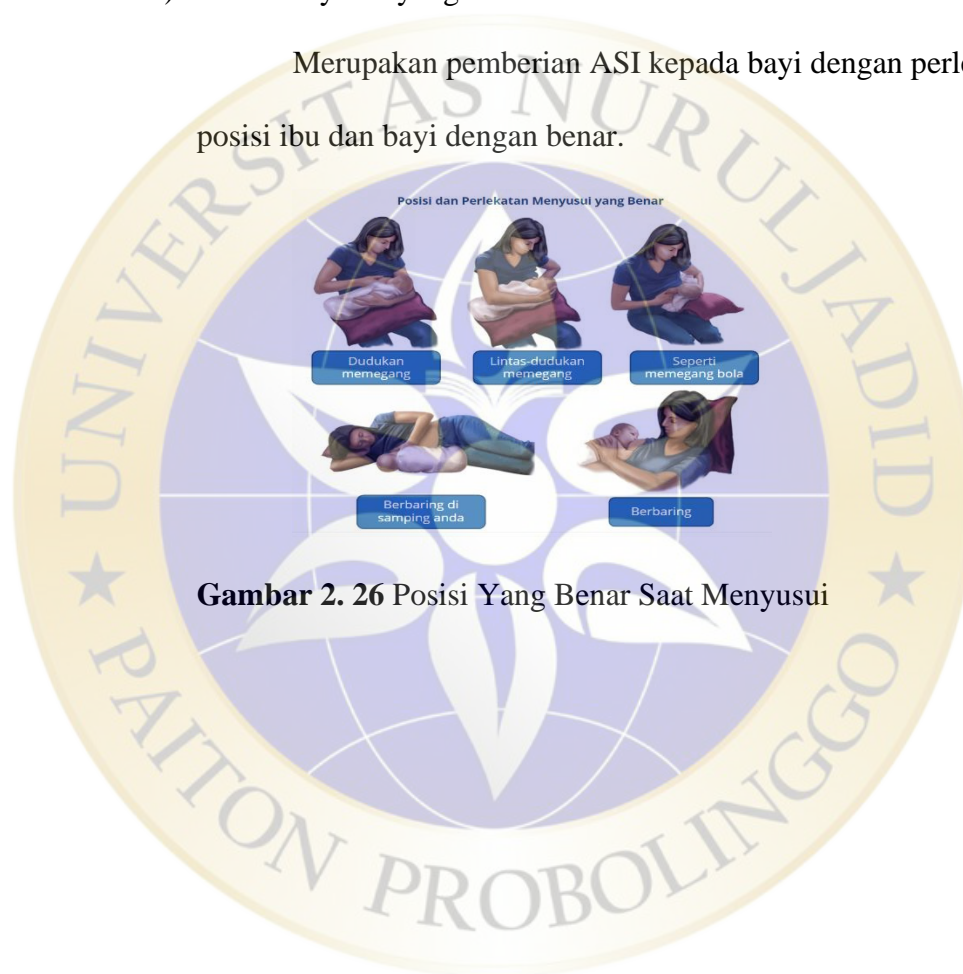 Merupakan pemberian ASI kepada bayi dengan
posisi ibu dan bayi dengan benar.
Posisi dan Perlekatan Menyusui yang Benar
Dudukan
memegang
Lintas-dudukan
memegang
Seperti
memegang bola
Berbaring di
samping anda
Berbaring
Gambar 2. 26 Posisi Yang Benar Saat Menyusui
UNIVERSITAS NURUL JADID
PAITON PROBOLINGGO